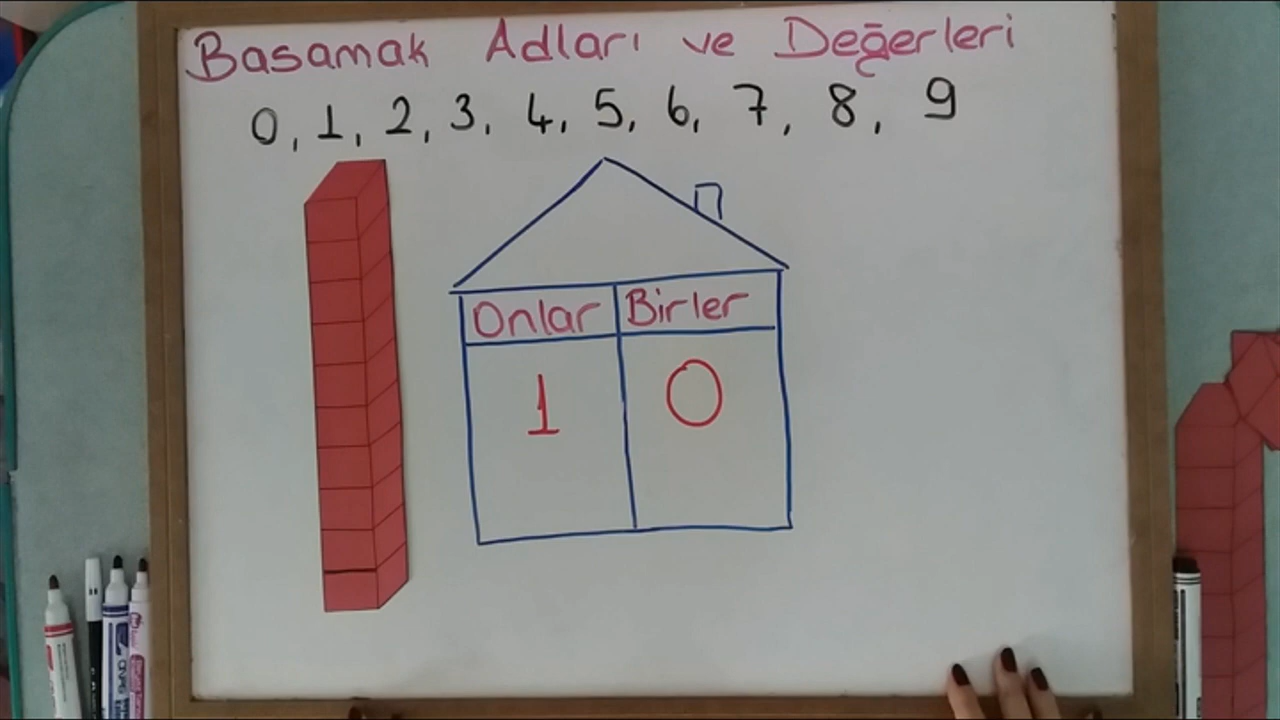 Basamak Adları ve Değerleri
0, 1, 2, 3, 4, 5, 6, 7, 8, 9
Onlar Birler
1 0